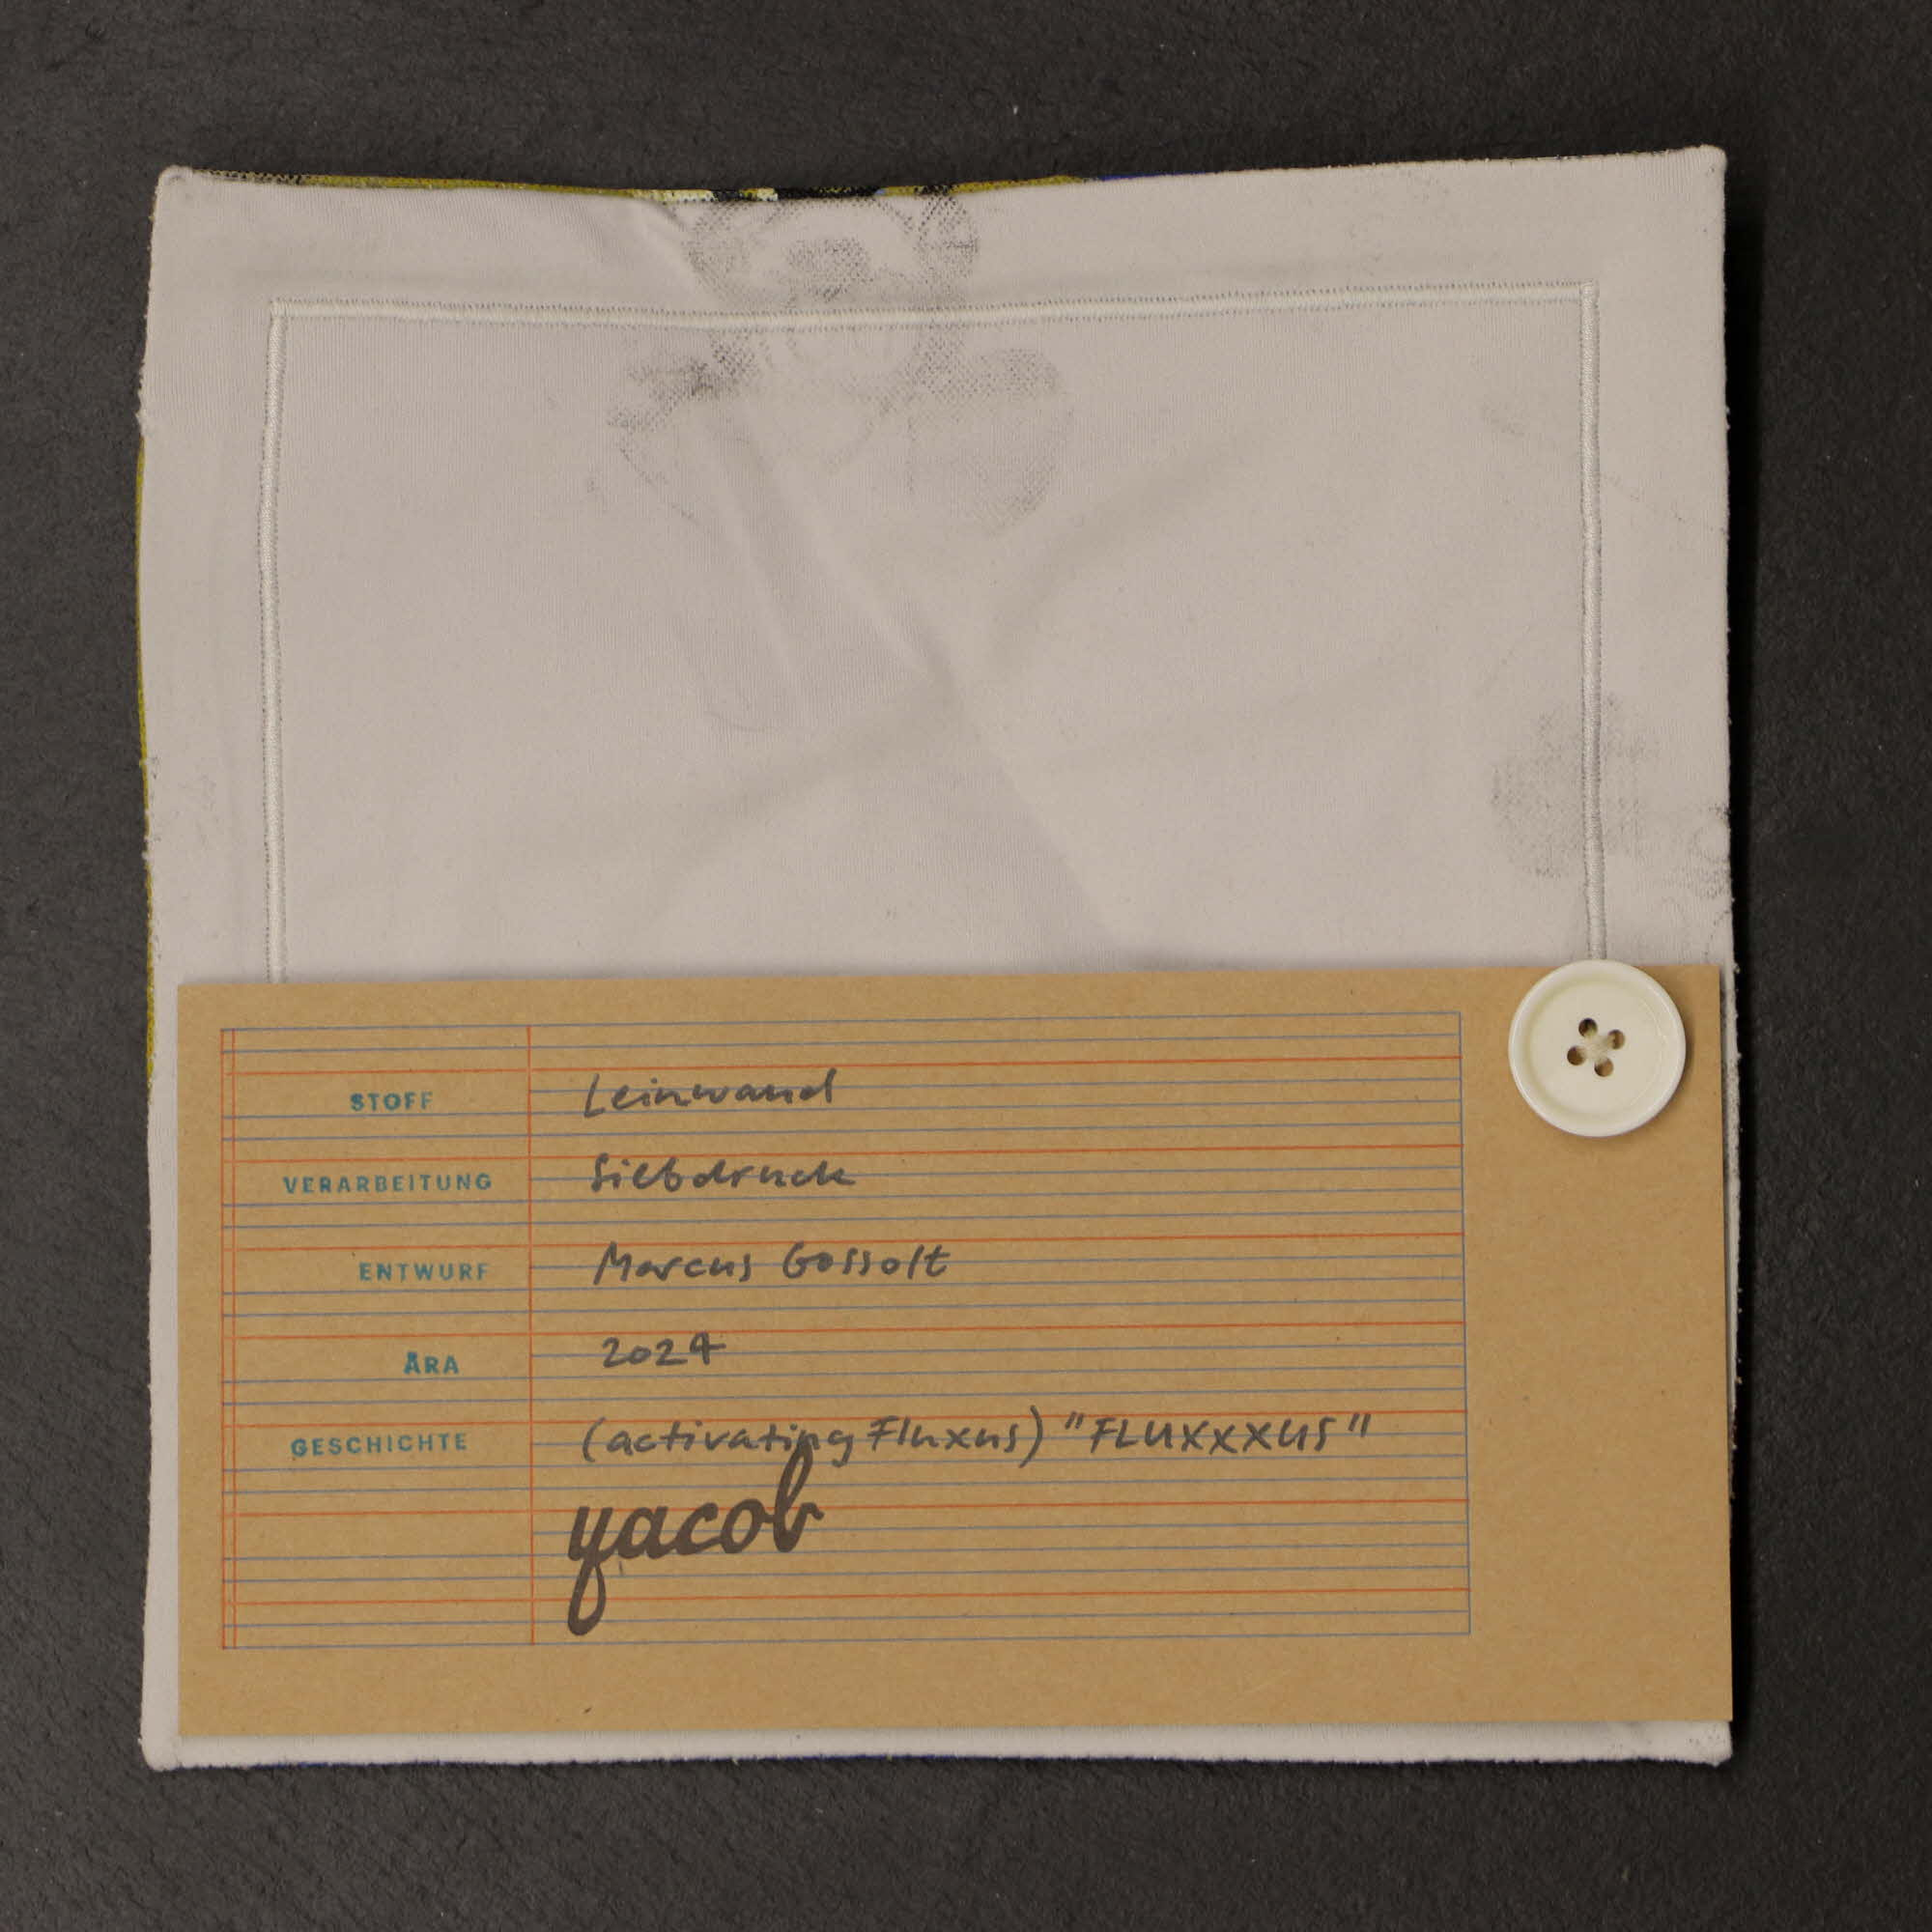 STOFF Leinwand
VERARBEITUNG Siebdruck
ENTWURF Marcus Gossolt
ÄRA 2024
GESCHICHTE (activating Fluxus) "FLUXXXUS"
yacob